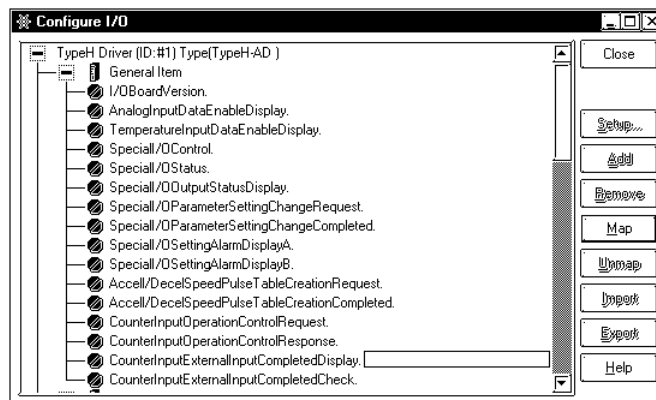 Configure I/O
TypeH Driver (ID:#1) Type(TypeH-AD )
General Item
I/OBoardVersion.
AnalogInputDataEnableDisplay.
TemperatureInputDataEnableDisplay.
SpecialI/OControl.
SpecialI/OStatus.
SpecialI/OOutputStatusDisplay.
SpecialI/OParameterSettingChangeRequest.
SpecialI/OParameterSettingChangeCompleted.
SpecialI/OSettingAlarmDisplayA.
SpecialI/OSettingAlarmDisplayB.
Accell/DecelSpeedPulseTableCreationRequest.
Accell/DecelSpeedPulseTableCreationCompleted.
CounterInputOperationControlRequest.
CounterInputOperationControlResponse.
CounterInputExternalInputCompletedDisplay.
CounterInputExternalInputCompletedCheck.
Close
Setup...
Add
Remove
Map
Unmap
Import
Export
Help